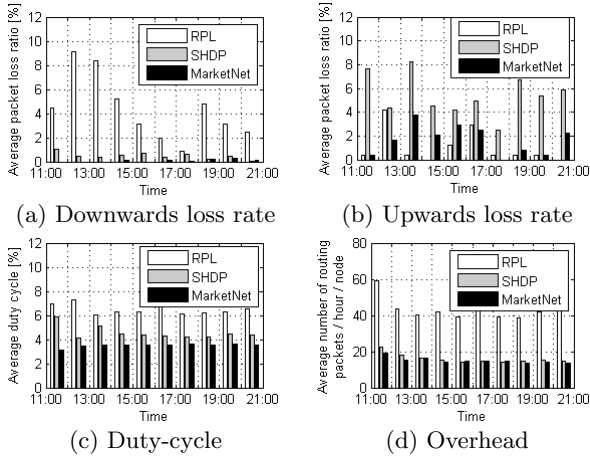 Average packet loss ratio [%]
12
10
8
6
4
2
0
RPL
SHDP
MarketNet
11:00 13:00 15:00 17:00 19:00 21:00
Time
(a) Downwards loss rate
Average packet loss ratio [%]
12
10
8
6
4
2
0
RPL
SHDP
MarketNet
11:00 13:00 15:00 17:00 19:00 21:00
Time
(b) Upwards loss rate
Average duty cycle [%]
12
10
8
6
4
2
0
RPL
SHDP
MarketNet
11:00 13:00 15:00 17:00 19:00 21:00
Time
(c) Duty-cycle
Average number of routing
packets / hour / node
80
60
40
20
0
RPL
SHDP
MarketNet
11:00 13:00 15:00 17:00 19:00 21:00
Time
(d) Overhead